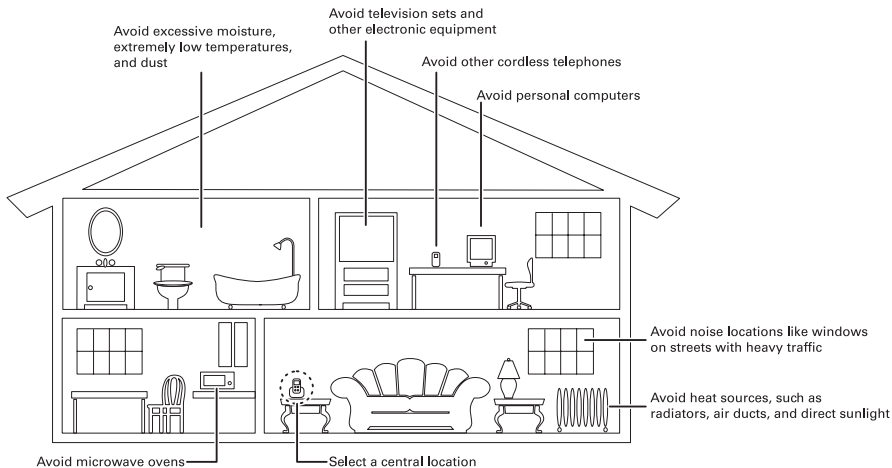 Avoid excessive moisture,
extremely low temperatures,
and dust
Avoid television sets and
other electronic equipment
Avoid other cordless telephones
Avoid personal computers
Avoid noise locations like windows
on streets with heavy traffic
Avoid heat sources, such as
radiators, air ducts, and direct sunlight
Avoid microwave ovens
Select a central location